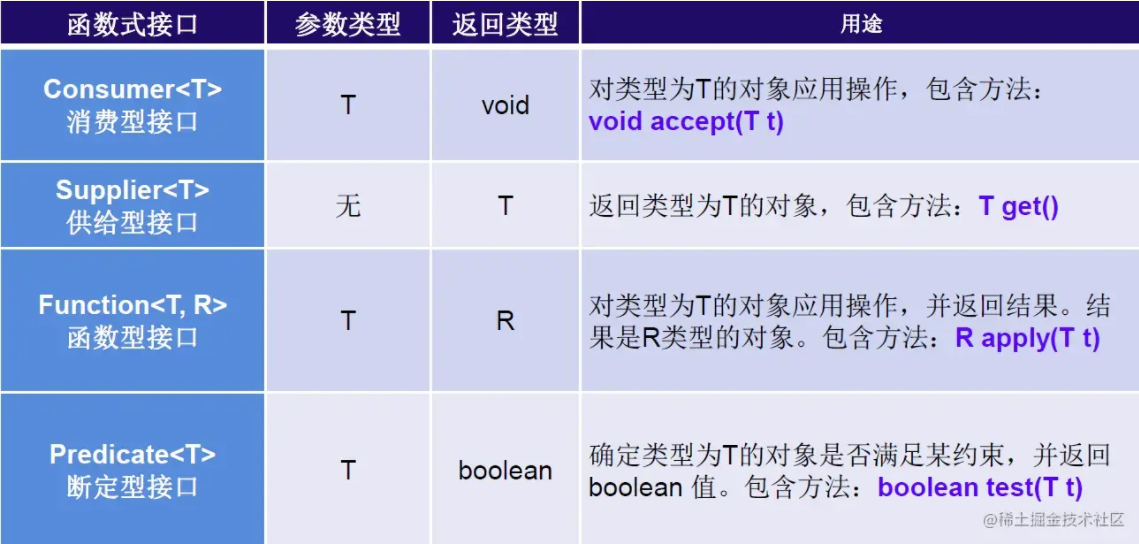 函数式接口 参数类型 返回类型 用途
Consumer<T>
消费型接口
T
void
对类型为T的对象应用操作，包含方法：
void accept(T t)
Supplier<T>
供给型接口
无
T
返回类型为T的对象，包含方法：T get()
Function<T, R>
函数型接口
T
R
对类型为T的对象应用操作，并返回结果。结
果是R类型的对象。包含方法：R apply(T t)
Predicate<T>
断定型接口
T
boolean
确定类型为T的对象是否满足某约束，并返回
boolean 值。包含方法：boolean test(T t)
@稀土掘金技术社区